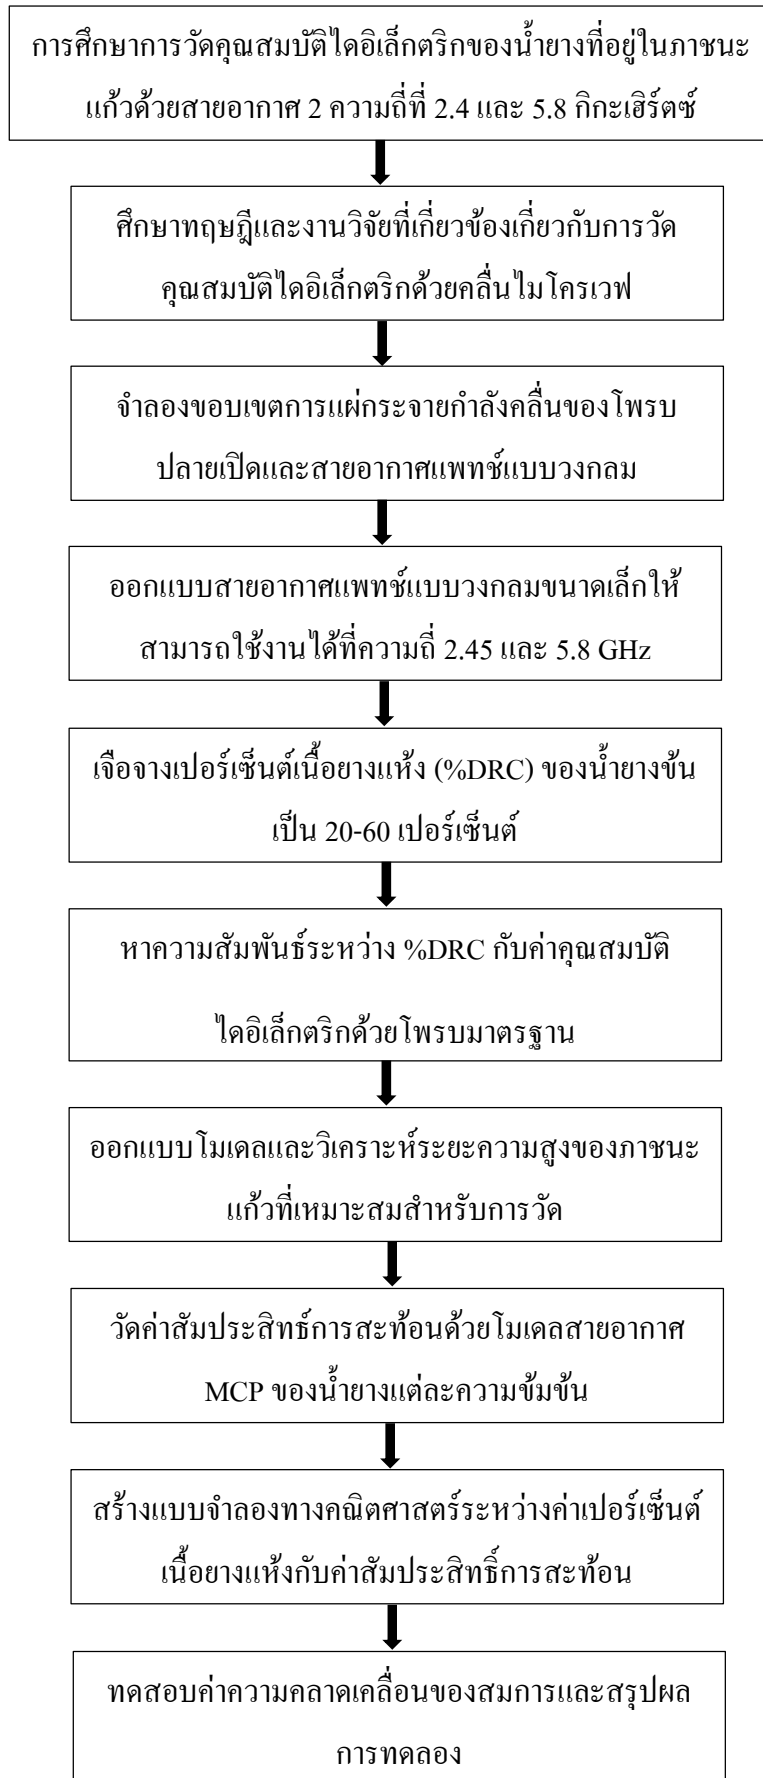 การศึกษาการวัดคุณสมบัติไดอิเล็กตริกของน้ำยางที่อยู่ในภาชนะ
แก้วด้วยสายอากาศ 2 ความถี่ที่ 2.4 และ 5.8 กิกะเฮิร์ตซ์
ศึกษาทฤษฎีและงานวิจัยที่เกี่ยวข้องเกี่ยวกับการวัด
คุณสมบัติไดอิเล็กตริกด้วยคลื่นไมโครเวฟ
จำลองขอบเขตการแผ่กระจายกำลังคลื่นของโพรบ
ปลายเปิดและสายอากาศแพทช์แบบวงกลม
ออกแบบสายอากาศแพทช์แบบวงกลมขนาดเล็กให้
สามารถใช้งานได้ที่ความถี่ 2.45 และ 5.8 GHz
เจือจางเปอร์เซ็นต์เนื้อยางแห้ง (%DRC) ของน้ำยางข้น
เป็น 20-60 เปอร์เซ็นต์
หาความสัมพันธ์ระหว่าง %DRC กับค่าคุณสมบัติ
ไดอิเล็กตริกด้วยโพรบมาตรฐาน
ออกแบบโมเดลและวิเคราะห์ระยะความสูงของภาชนะ
แก้วที่เหมาะสมสำหรับการวัด
วัดค่าสัมประสิทธ์การสะท้อนด้วยโมเดลสายอากาศ
MCP ของน้ำยางแต่ละความข้มข้น
สร้างแบบจำลองทางคณิตศาสตร์ระหว่างค่าเปอร์เซ็นต์
เนื้อยางแห้งกับค่าสัมประสิทธิ์การสะท้อน
ทดสอบค่าความคลาดเคลื่อนของสมการและสรุปผล
การทดลอง